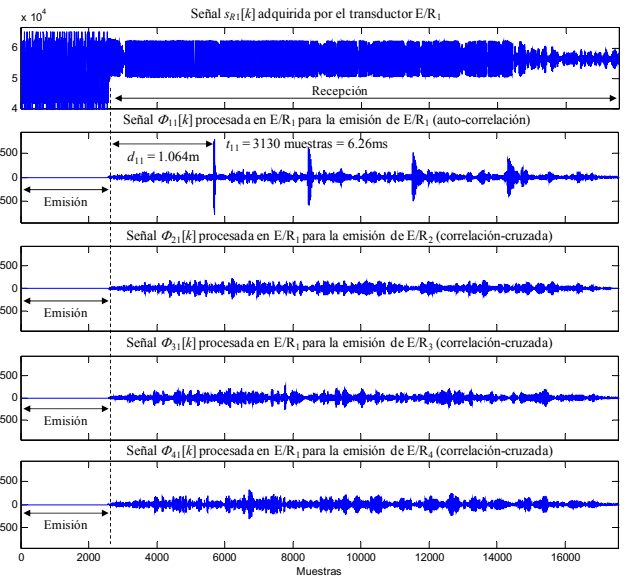 Señal s_R1[k] adquirida por el transductor E/R₁
x 10⁴
6
5
4
Recepción
Señal Φ₁₁[k] procesada en E/R₁ para la emisión de E/R₁ (auto-correlación)
500
0
500
d₁₁ = 1.064m
t₁₁ = 3130 muestras = 6.26ms
Emisión
Señal Φ₂₁[k] procesada en E/R₁ para la emisión de E/R₂ (correlación-cruzada)
500
0
500
Emisión
Señal Φ₃₁[k] procesada en E/R₁ para la emisión de E/R₃ (correlación-cruzada)
500
0
500
Emisión
Señal Φ₄₁[k] procesada en E/R₁ para la emisión de E/R₄ (correlación-cruzada)
500
0
500
Emisión
0 2000 4000 6000 8000 10000 12000 14000 16000
Muestras